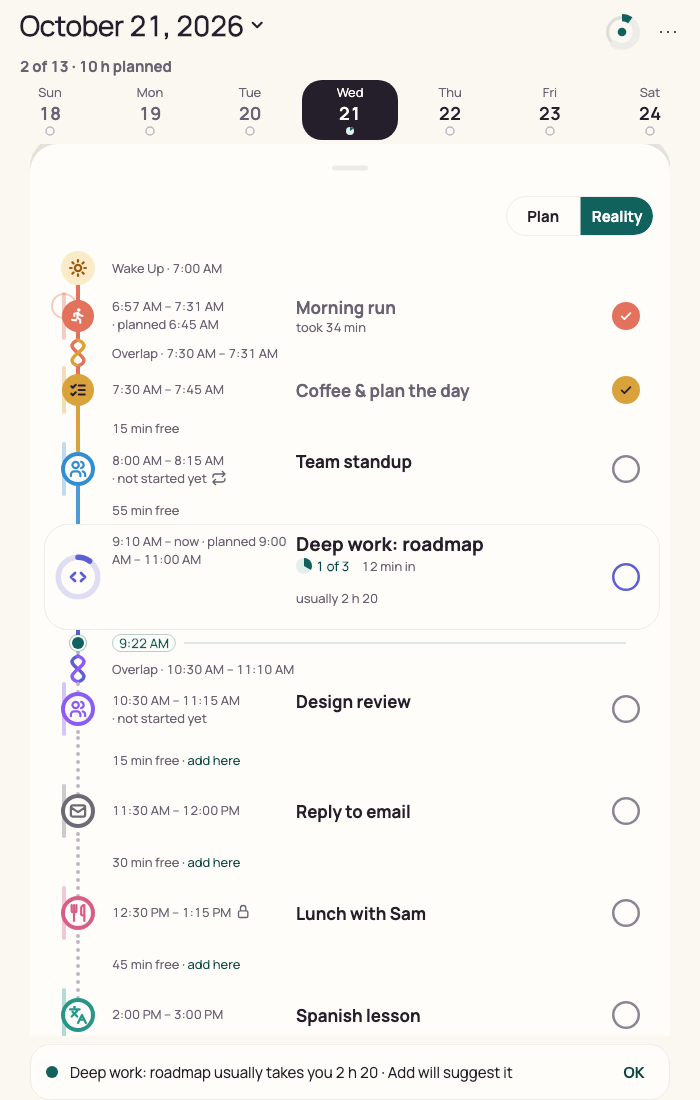 October 21, 2026
2 of 13 · 10 h planned
Sun Mon Tue Wed Thu Fri Sat
18 19 20 21 22 23 24
Plan Reality
Wake Up · 7:00 AM
6:57 AM – 7:31 AM
· planned 6:45 AM
Morning run
took 34 min
Overlap · 7:30 AM – 7:31 AM
7:30 AM – 7:45 AM
Coffee & plan the day
15 min free
8:00 AM – 8:15 AM
· not started yet
Team standup
55 min free
9:10 AM – now · planned 9:00
AM – 11:00 AM
Deep work: roadmap
1 of 3 12 min in
usually 2 h 20
9:22 AM
Overlap · 10:30 AM – 11:10 AM
10:30 AM – 11:15 AM
· not started yet
Design review
15 min free · add here
11:30 AM – 12:00 PM
Reply to email
30 min free · add here
12:30 PM – 1:15 PM
Lunch with Sam
45 min free · add here
2:00 PM – 3:00 PM
Spanish lesson
Deep work: roadmap usually takes you 2 h 20 · Add will suggest it OK